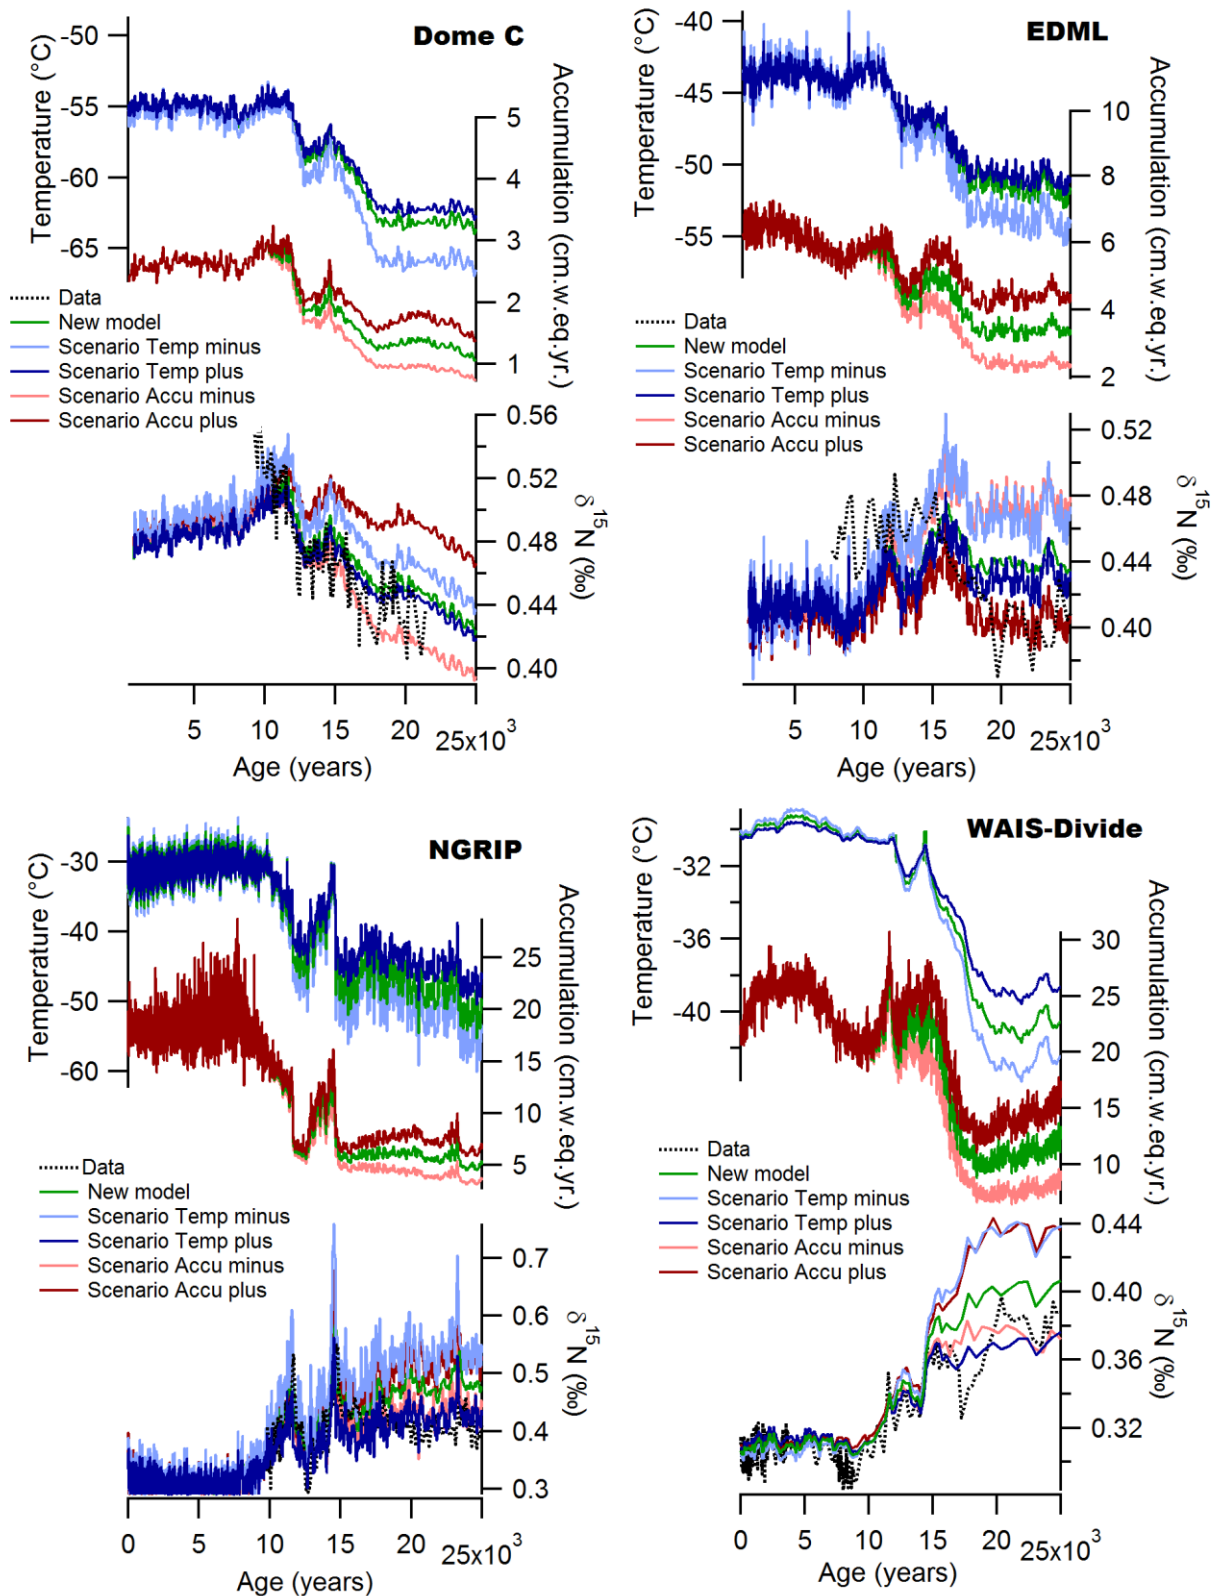 Dome C
Temperature (°C)
-50
-55
-60
-65
Accumulation (cm.w.eq.yr.)
5
4
3
2
1
Data
New model
Scenario Temp minus
Scenario Temp plus
Scenario Accu minus
Scenario Accu plus
0.56
0.52
0.48
0.44
0.40
δ15N (‰)
5 10 15 20 25x10³
Age (years)
EDML
Temperature (°C)
-40
-45
-50
-55
Accumulation (cm.w.eq.yr.)
10
8
6
4
2
Data
New model
Scenario Temp minus
Scenario Temp plus
Scenario Accu minus
Scenario Accu plus
0.52
0.48
0.44
0.40
δ15N (‰)
5 10 15 20 25x10³
Age (years)
NGRIP
Temperature (°C)
-30
-40
-50
-60
Accumulation (cm.w.eq.yr.)
25
20
15
10
5
Data
New model
Scenario Temp minus
Scenario Temp plus
Scenario Accu minus
Scenario Accu plus
0.7
0.6
0.5
0.4
0.3
δ15N (‰)
0 5 10 15 20 25x10³
Age (years)
WAIS-Divide
Temperature (°C)
-32
-36
-38
-40
Accumulation (cm.w.eq.yr.)
30
25
20
15
10
Data
New model
Scenario Temp minus
Scenario Temp plus
Scenario Accu minus
Scenario Accu plus
0.44
0.40
0.36
0.32
δ15N (‰)
0 5 10 15 20 25x10³
Age (years)